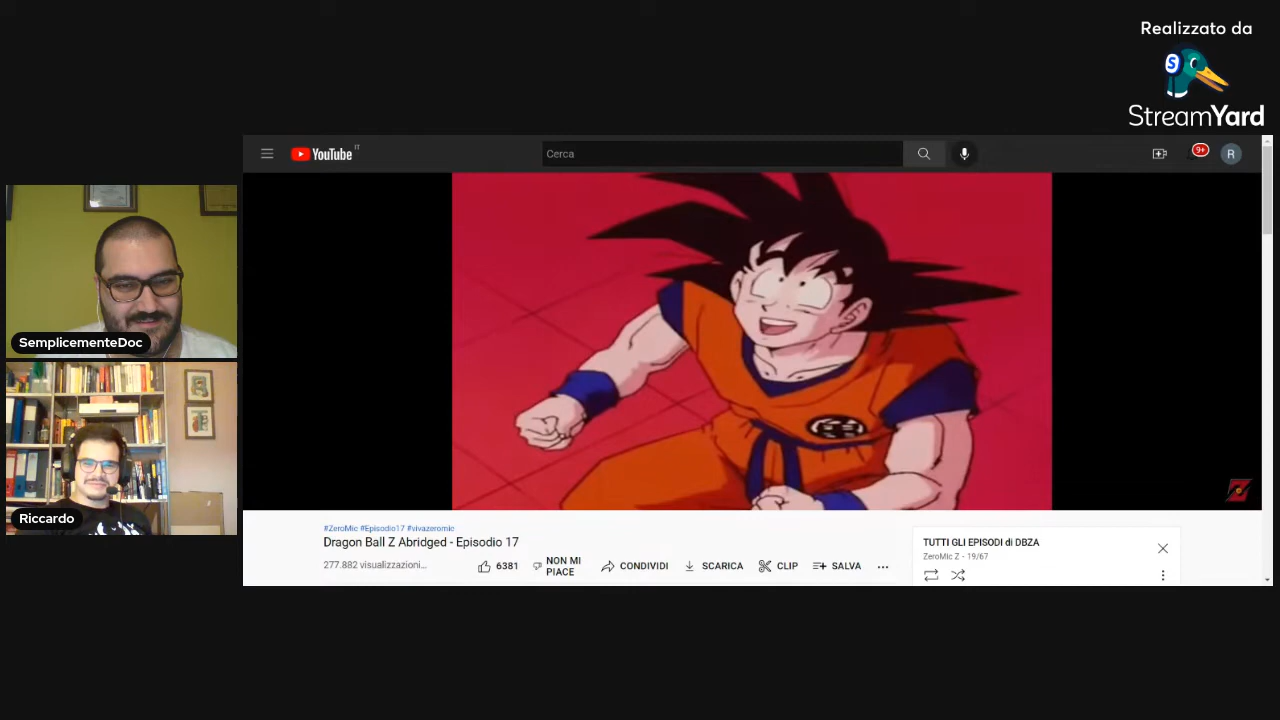 Realizzato da
S
StreamYard
YouTube IT
Cerca
9+
R
SemplicementeDoc
Riccardo
#ZeroMic #Episodio17 #vivazeromic
Dragon Ball Z Abridged - Episodio 17
277.882 visualizzazioni...
6381
NON MI PIACE
CONDIVIDI
SCARICA
CLIP
SALVA
TUTTI GLI EPISODI di DBZA
ZeroMic Z - 19/67